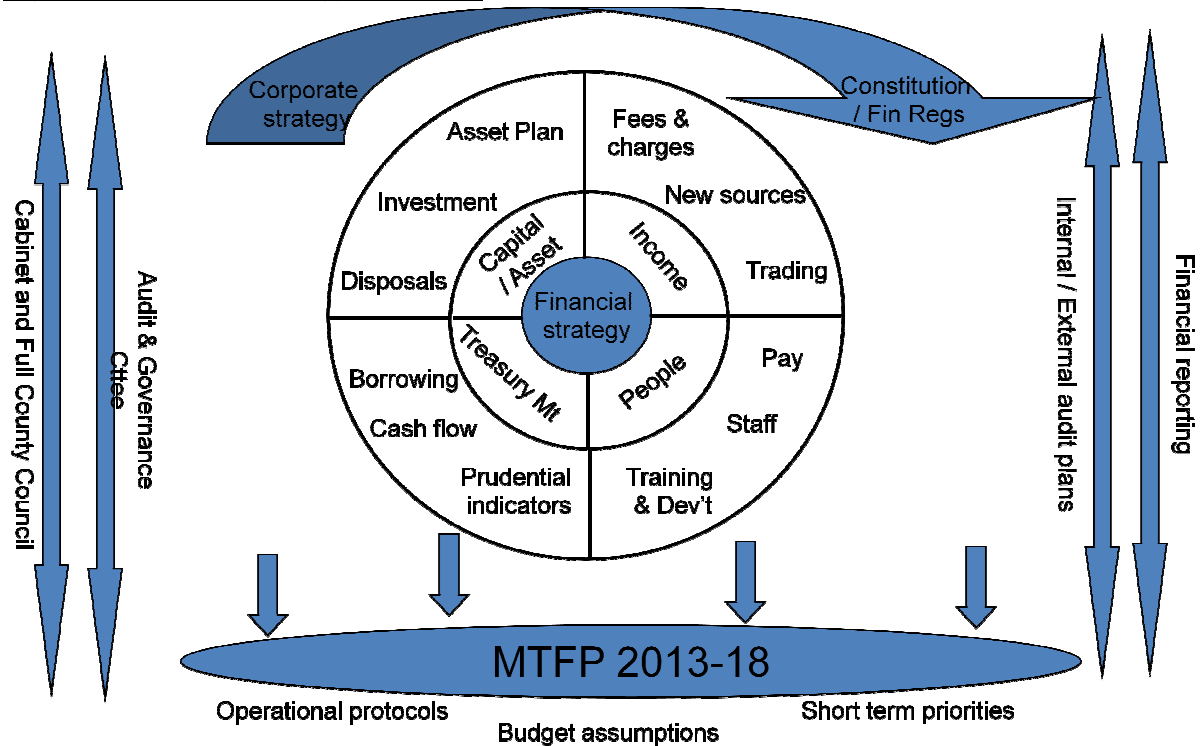 Corporate
strategy
Constitution
/ Fin Regs
Asset Plan
Investment
Disposals
Fees &
charges
New sources
Trading
Capital
/ Asset
Income
Financial
strategy
Treasury Mt
People
Borrowing
Cash flow
Prudential
indicators
Pay
Staff
Training
& Dev't
Cabinet and Full County Council
Audit & Governance
Cttee
Internal / External audit plans
Financial reporting
MTFP 2013-18
Operational protocols
Budget assumptions
Short term priorities